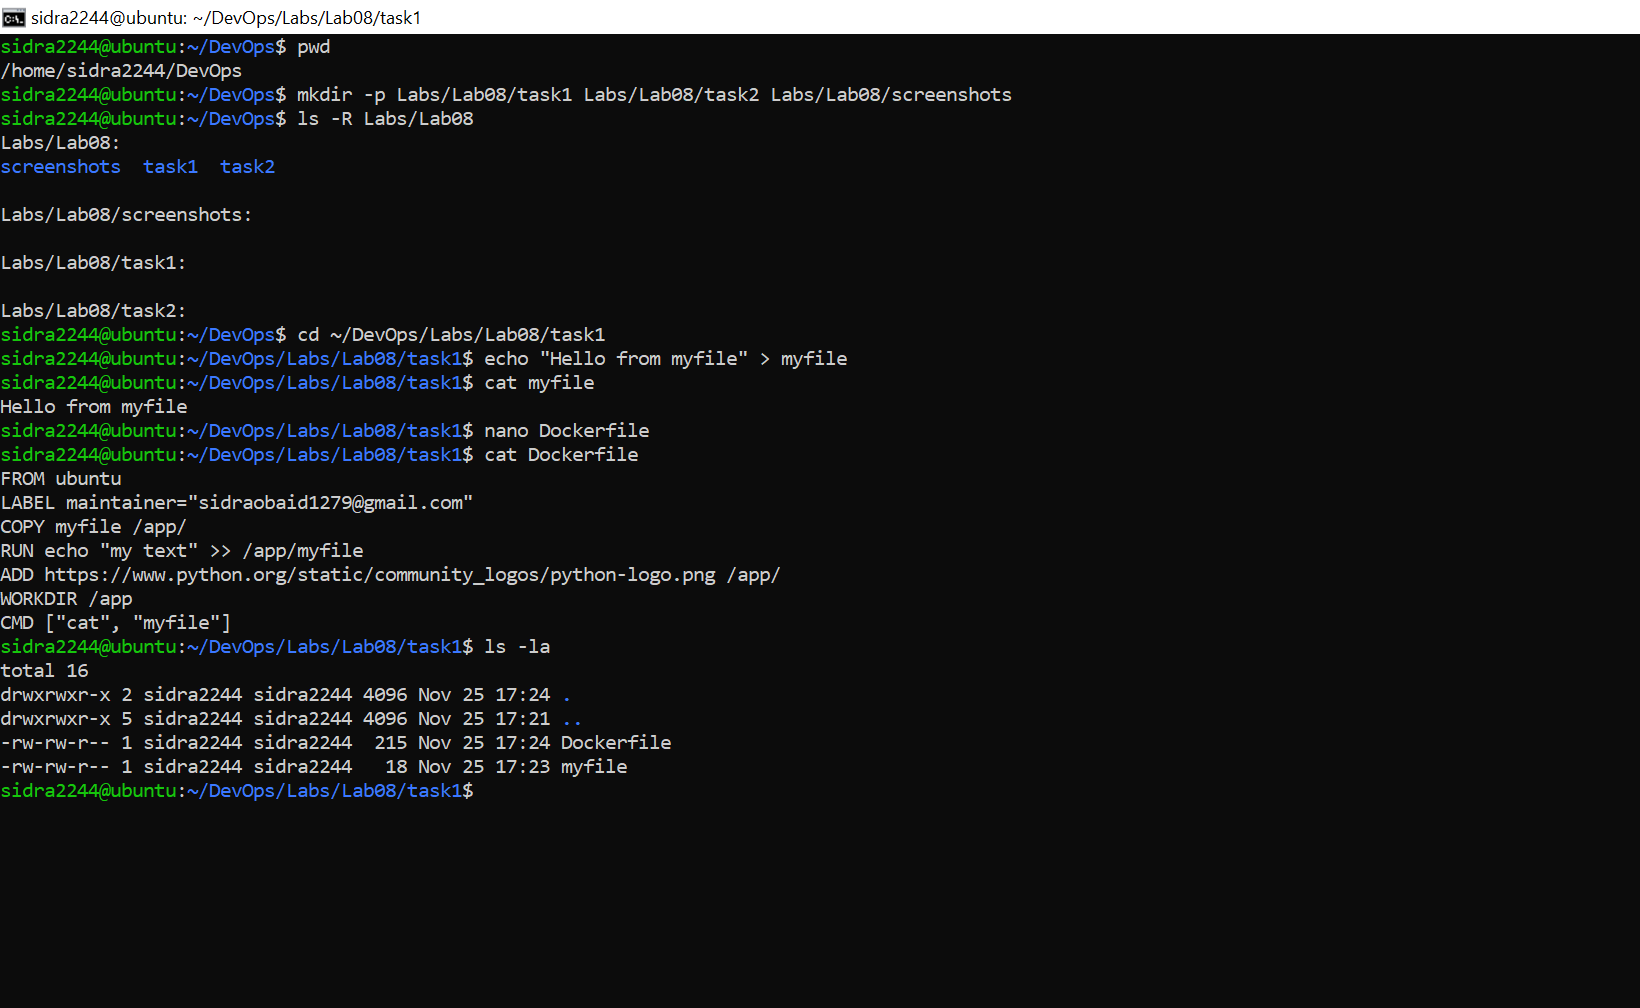 sidra2244@ubuntu: ~/DevOps/Labs/Lab08/task1
sidra2244@ubuntu:~/DevOps$ pwd
/home/sidra2244/DevOps
sidra2244@ubuntu:~/DevOps$ mkdir -p Labs/Lab08/task1 Labs/Lab08/task2 Labs/Lab08/screenshots
sidra2244@ubuntu:~/DevOps$ ls -R Labs/Lab08
Labs/Lab08:
screenshots  task1  task2

Labs/Lab08/screenshots:

Labs/Lab08/task1:

Labs/Lab08/task2:
sidra2244@ubuntu:~/DevOps$ cd ~/DevOps/Labs/Lab08/task1
sidra2244@ubuntu:~/DevOps/Labs/Lab08/task1$ echo "Hello from myfile" > myfile
sidra2244@ubuntu:~/DevOps/Labs/Lab08/task1$ cat myfile
Hello from myfile
sidra2244@ubuntu:~/DevOps/Labs/Lab08/task1$ nano Dockerfile
sidra2244@ubuntu:~/DevOps/Labs/Lab08/task1$ cat Dockerfile
FROM ubuntu
LABEL maintainer="sidraobaid1279@gmail.com"
COPY myfile /app/
RUN echo "my text" >> /app/myfile
ADD https://www.python.org/static/community_logos/python-logo.png /app/
WORKDIR /app
CMD ["cat", "myfile"]
sidra2244@ubuntu:~/DevOps/Labs/Lab08/task1$ ls -la
total 16
drwxrwxr-x 2 sidra2244 sidra2244 4096 Nov 25 17:24 .
drwxrwxr-x 5 sidra2244 sidra2244 4096 Nov 25 17:21 ..
-rw-rw-r-- 1 sidra2244 sidra2244  215 Nov 25 17:24 Dockerfile
-rw-rw-r-- 1 sidra2244 sidra2244   18 Nov 25 17:23 myfile
sidra2244@ubuntu:~/DevOps/Labs/Lab08/task1$